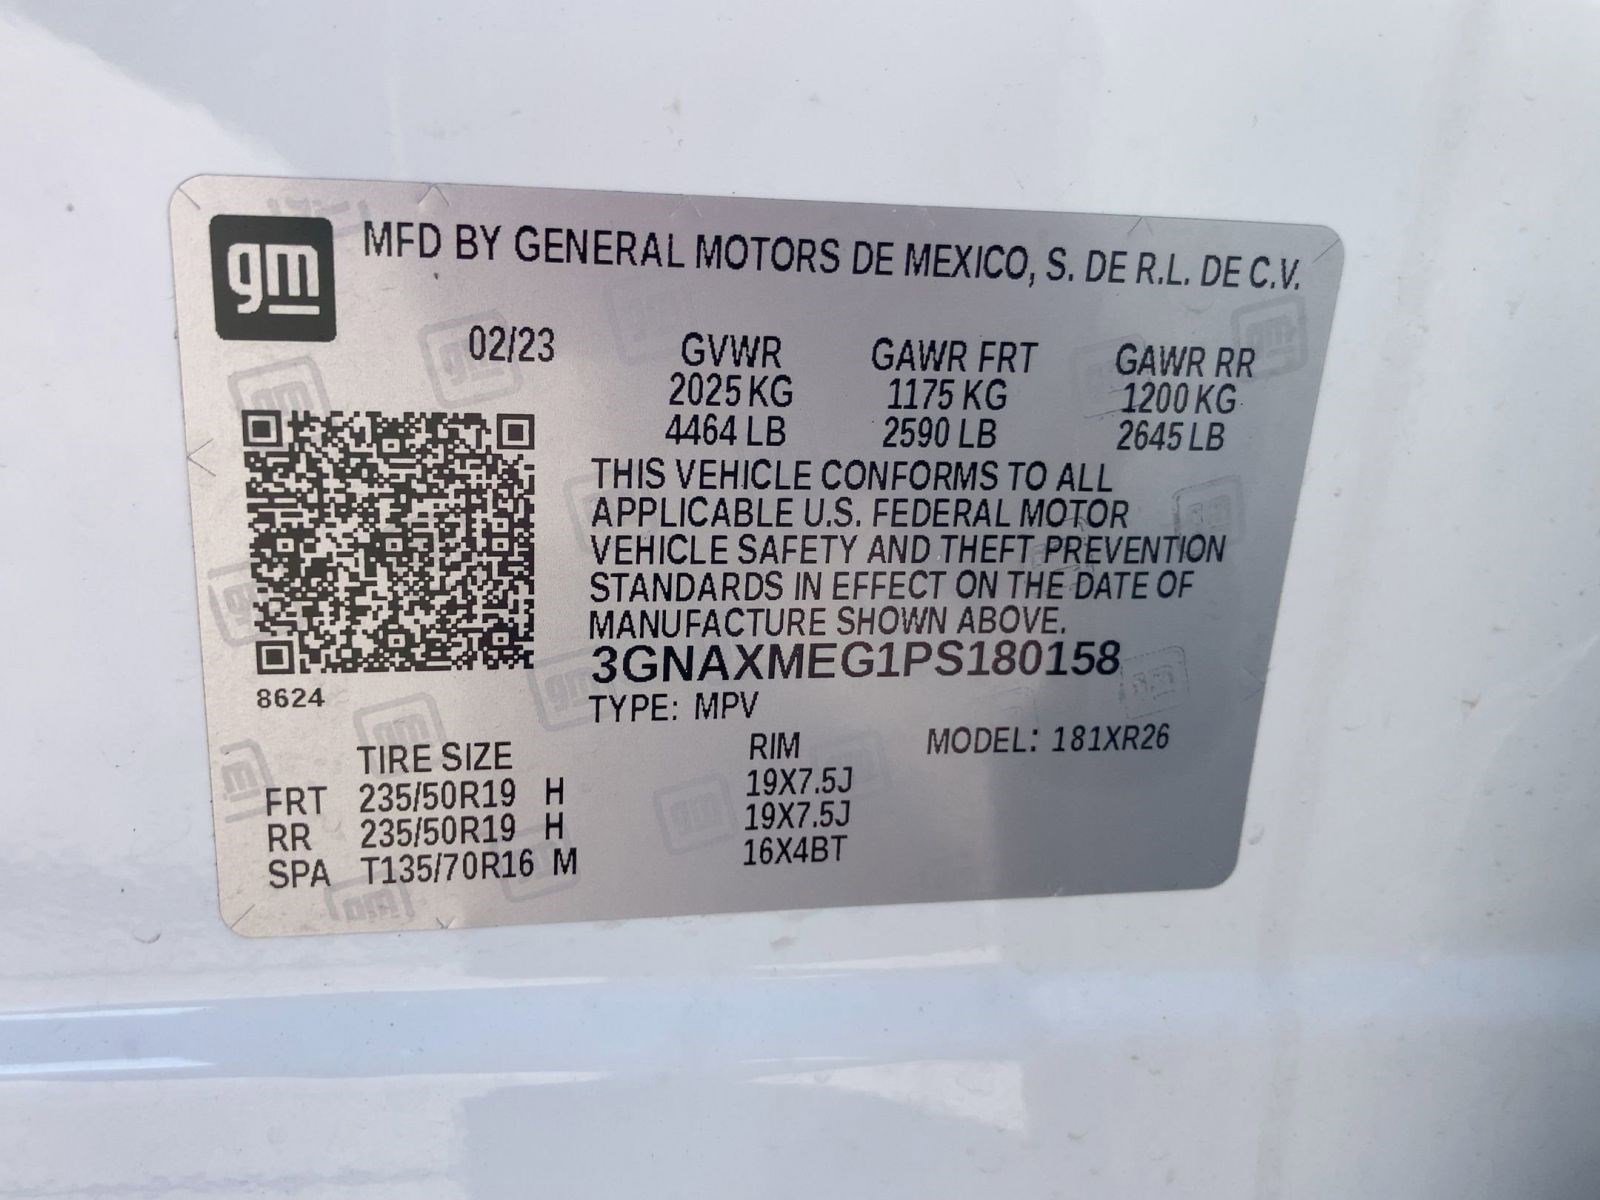 gm
MFD BY GENERAL MOTORS DE MEXICO, S. DE R.L. DE C.V.
02/23 GVWR GAWR FRT GAWR RR
2025 KG 1175 KG 1200 KG
4464 LB 2590 LB 2645 LB
THIS VEHICLE CONFORMS TO ALL
APPLICABLE U.S. FEDERAL MOTOR
VEHICLE SAFETY AND THEFT PREVENTION
STANDARDS IN EFFECT ON THE DATE OF
MANUFACTURE SHOWN ABOVE.
3GNAXMEG1PS180158
8624
TYPE: MPV
TIRE SIZE RIM MODEL: 181XR26
FRT 235/50R19 H 19X7.5J
RR 235/50R19 H 19X7.5J
SPA T135/70R16 M 16X4BT